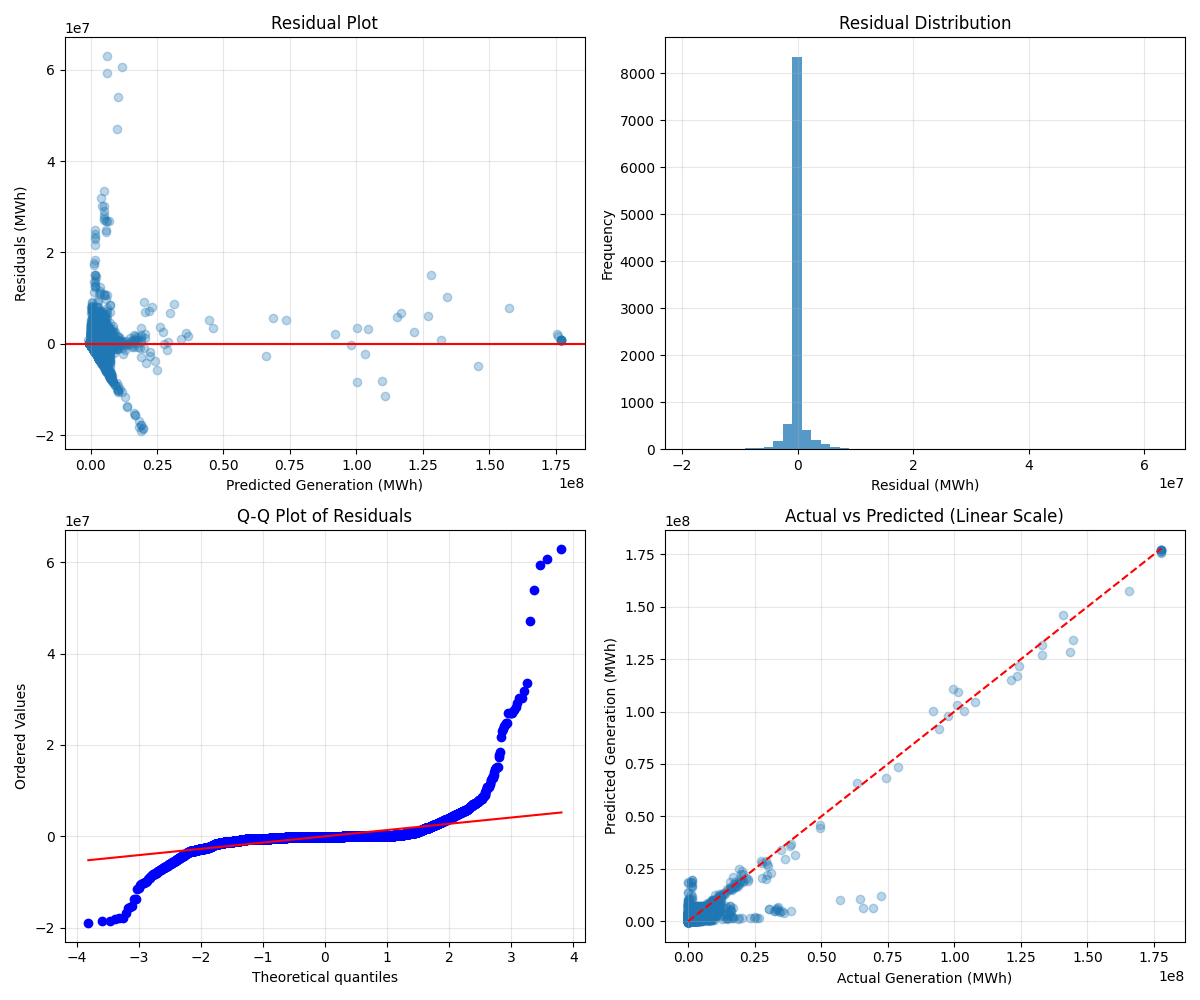 Residual Plot
1e7
6
4
2
0
−2
Residuals (MWh)
0.00 0.25 0.50 0.75 1.00 1.25 1.50 1.75
1e8
Predicted Generation (MWh)
Residual Distribution
8000
7000
6000
5000
4000
3000
2000
1000
0
Frequency
−2 0 2 4 6
1e7
Residual (MWh)
Q-Q Plot of Residuals
1e7
6
4
2
0
−2
Ordered Values
−4 −3 −2 −1 0 1 2 3 4
Theoretical quantiles
Actual vs Predicted (Linear Scale)
1e8
1.75
1.50
1.25
1.00
0.75
0.50
0.25
0.00
Predicted Generation (MWh)
0.00 0.25 0.50 0.75 1.00 1.25 1.50 1.75
1e8
Actual Generation (MWh)